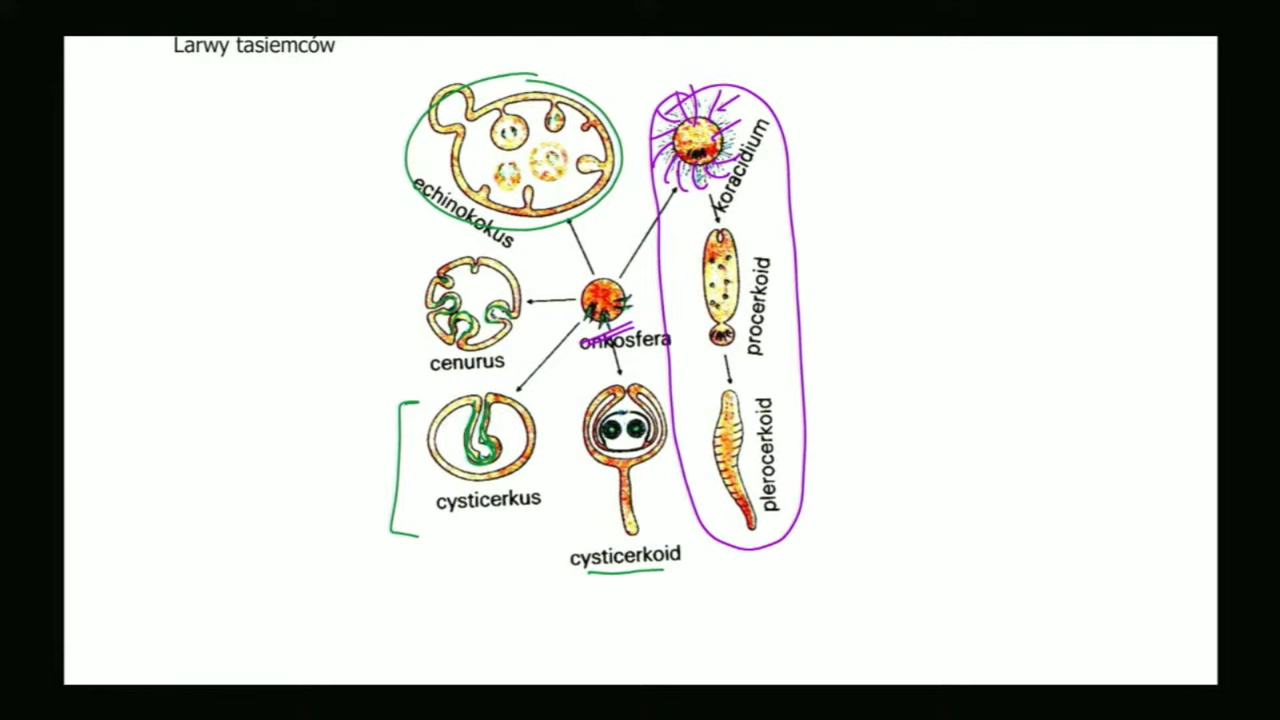 Larwy tasiemców
echinokokus
koracidium
procerkoid
onkosfera
cenurus
plerocerkoid
cysticerkus
cysticerkoid